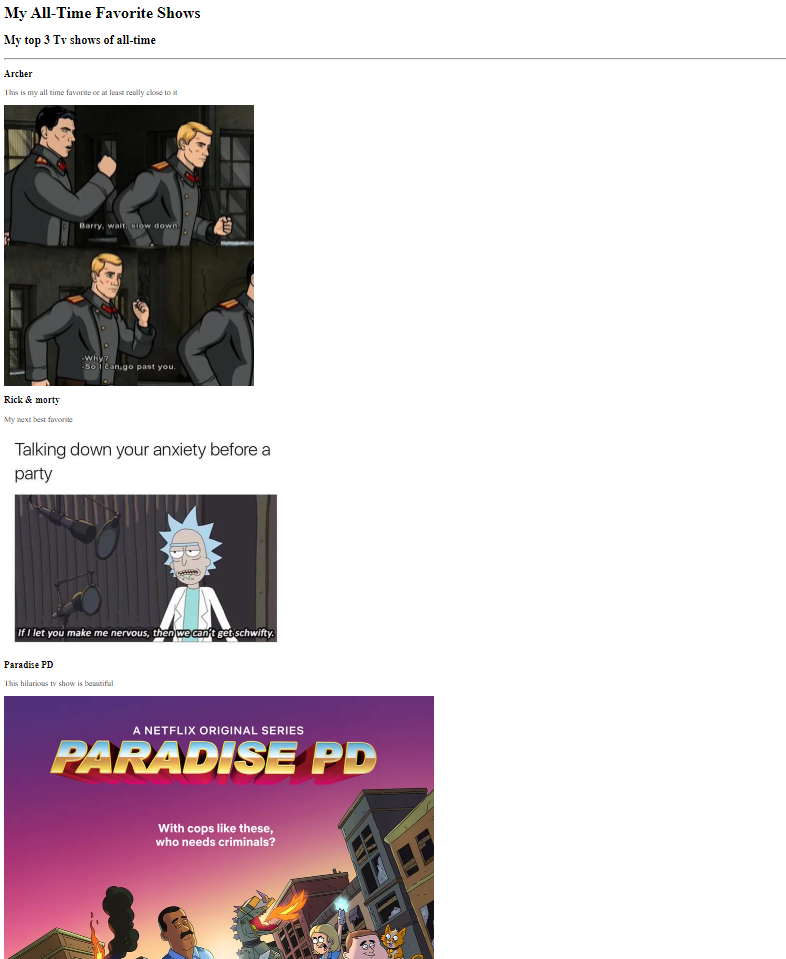 My All-Time Favorite Shows
My top 3 Tv shows of all-time
Archer
This is my all time favorite or at least really close to it
Barry, wait, slow down.
-Why?
-So I can go past you.
Rick & morty
My next best favorite
Talking down your anxiety before a
party
If I let you make me nervous, then we can't get schwifty.
Paradise PD
This hilarious tv show is beautiful
A NETFLIX ORIGINAL SERIES
PARADISE PD
With cops like these,
who needs criminals?